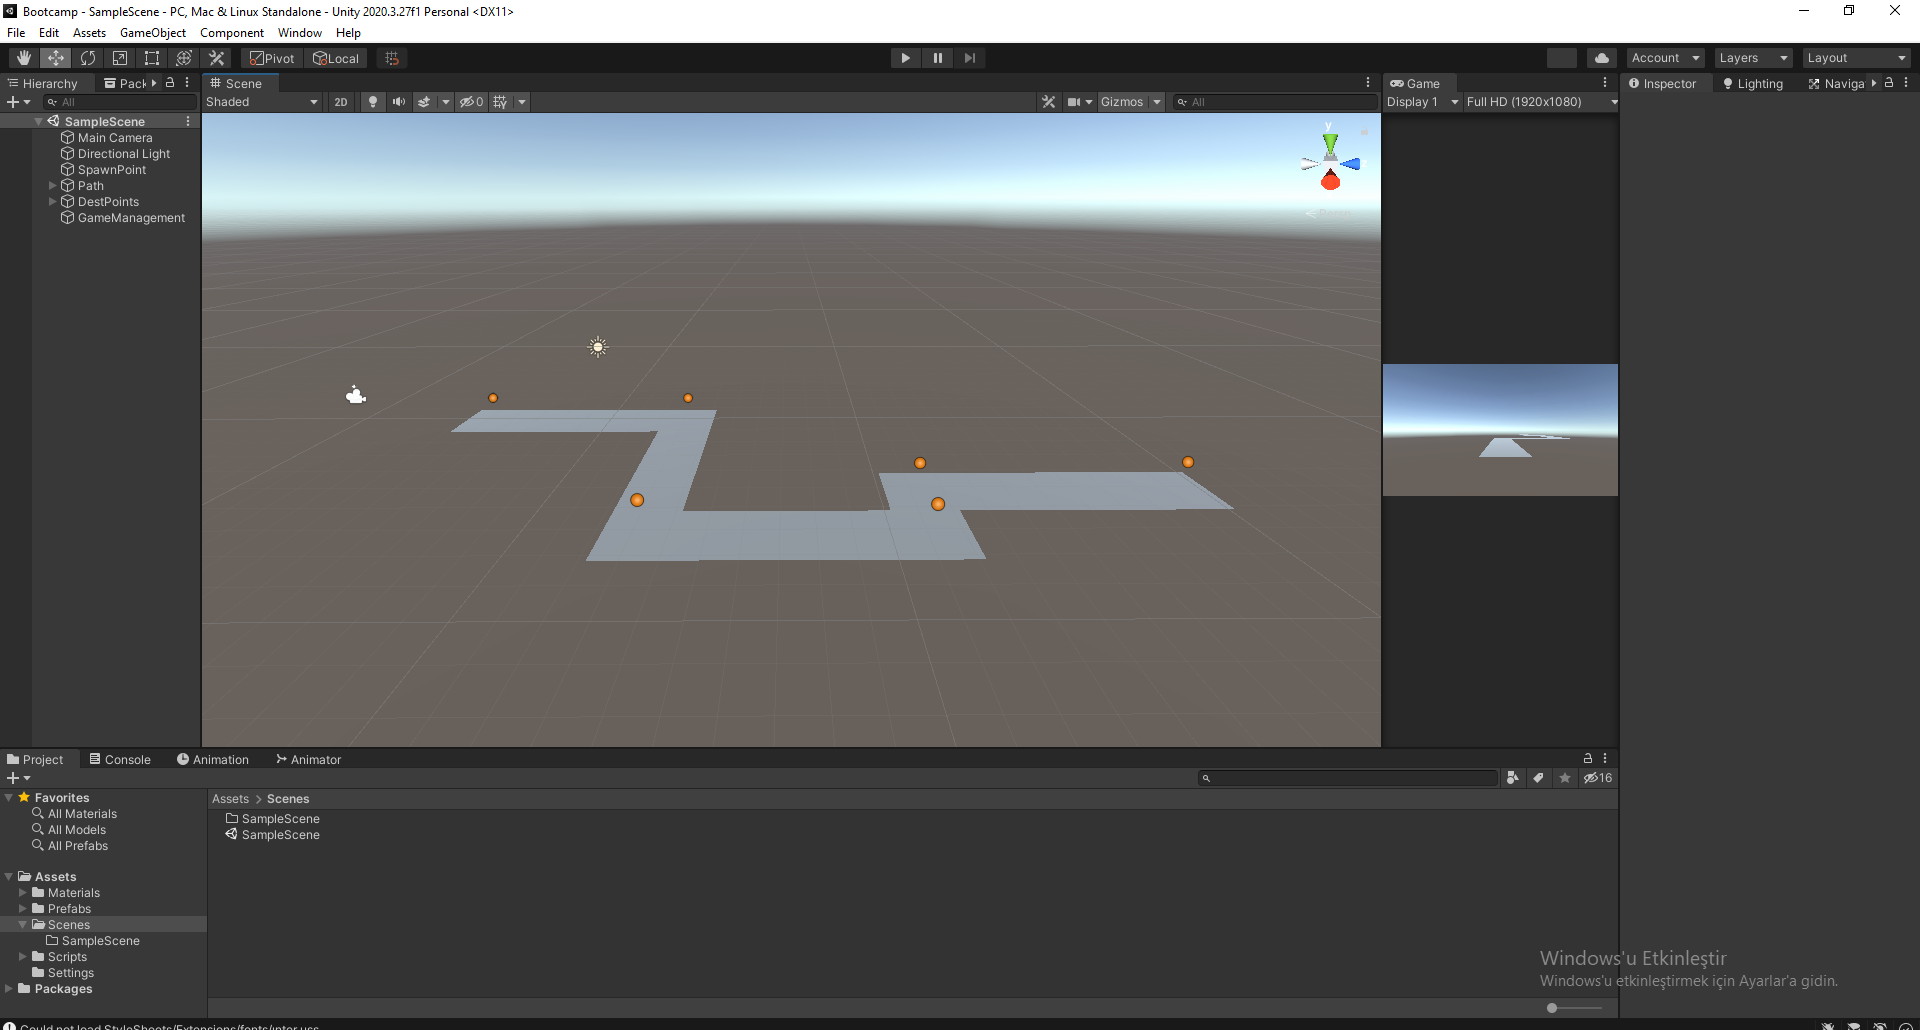 Bootcamp - SampleScene - PC, Mac & Linux Standalone - Unity 2020.3.27f1 Personal <DX11>
File Edit Assets GameObject Component Window Help
Pivot Local Account Layers Layout
Hierarchy Pack Scene Game Inspector Lighting Naviga
All Shaded 2D 0 Gizmos All Display 1 Full HD (1920x1080)
SampleScene
Main Camera
Directional Light
SpawnPoint
Path
DestPoints
GameManagement
y
Project Console Animation Animator
16
Favorites
All Materials
All Models
All Prefabs
Assets
Materials
Prefabs
Scenes
SampleScene
Scripts
Settings
Packages
Assets > Scenes
SampleScene
SampleScene
Windows'u Etkinleştir
Windows'u etkinleştirmek için Ayarlar'a gidin.
Could not load StyleSheets/Extensions/fonts/inter.uss